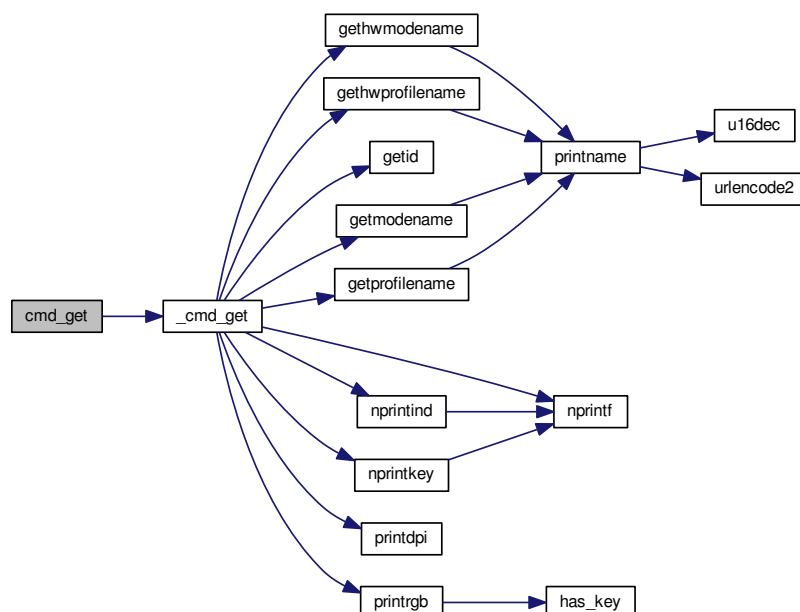 gethwmodename
gethwprofilename
u16dec
getid
printname
urlencode2
getmodename
getprofilename
cmd_get
_cmd_get
nprintind
nprintf
nprintkey
printdpi
printrgb
has_key